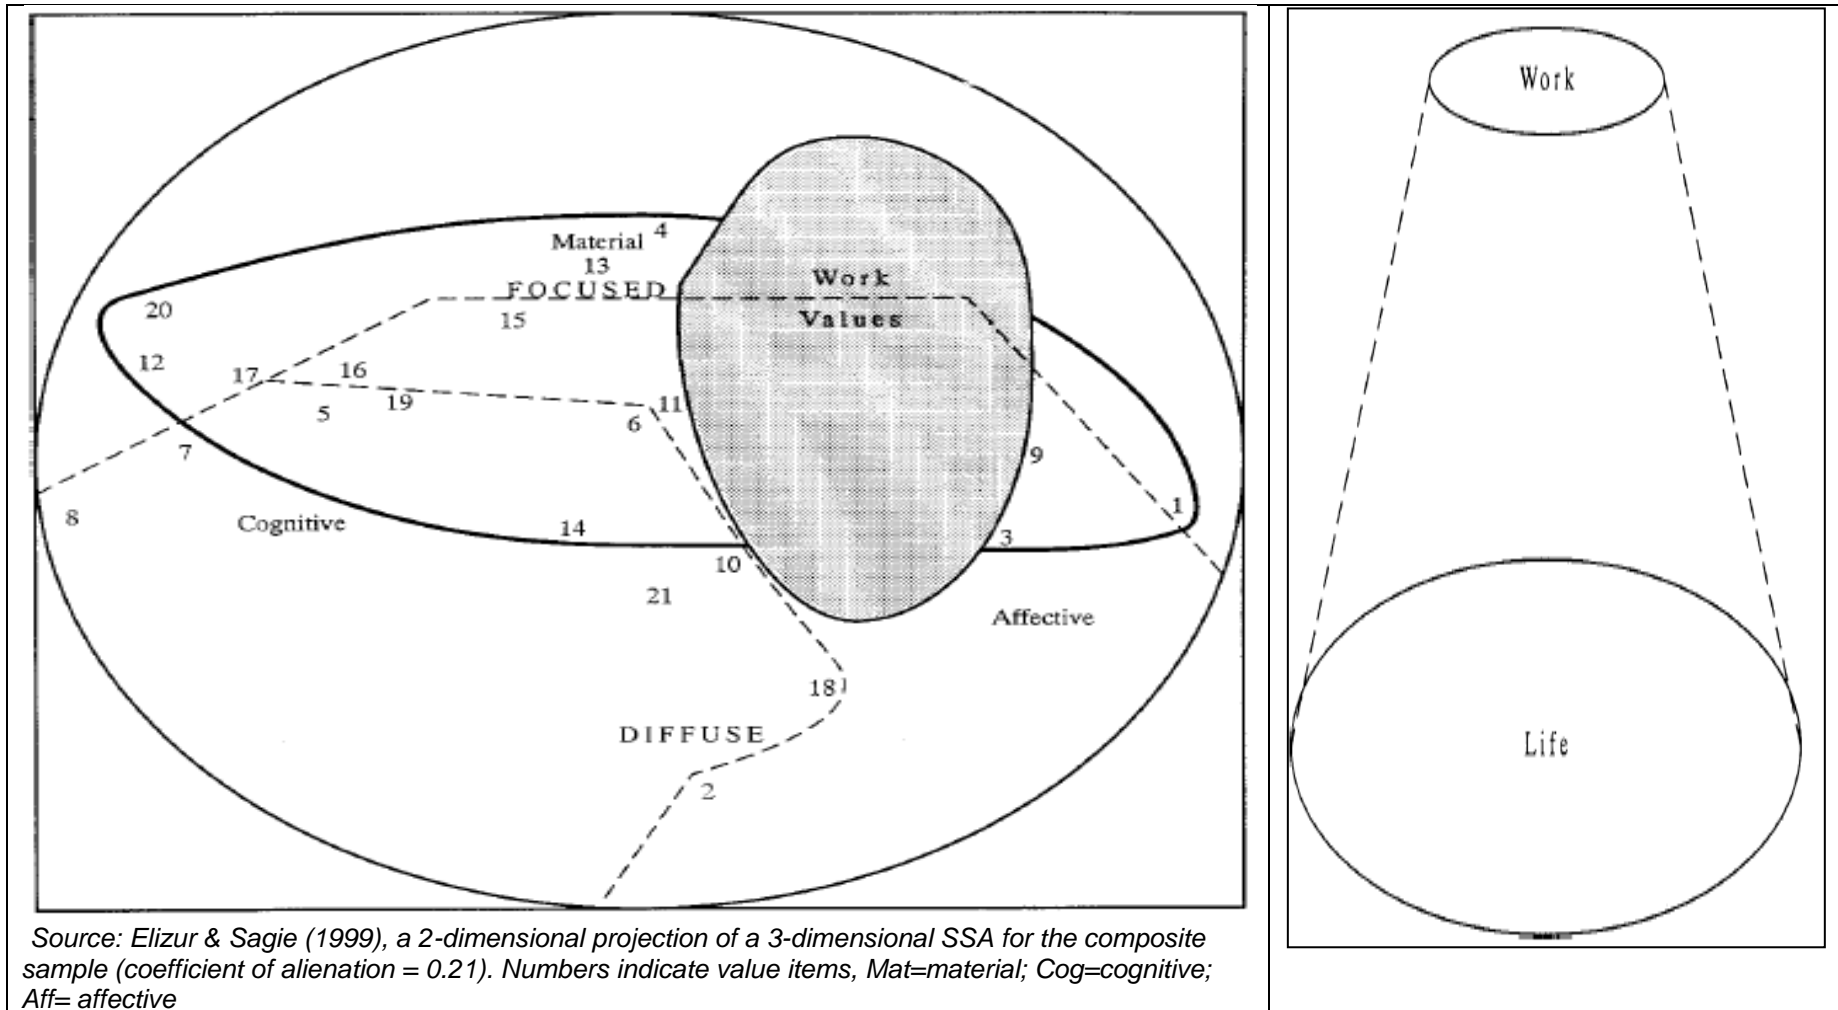 4
Material
13
FOCUSED
Work
Values
20
15
12
17
16
5
19
11
6
7
9
8
1
Cognitive
14
3
10
21
Affective
18
DIFFUSE
2
Source: Elizur & Sagie (1999), a 2-dimensional projection of a 3-dimensional SSA for the composite
sample (coefficient of alienation = 0.21). Numbers indicate value items, Mat=material; Cog=cognitive;
Aff= affective
Work
Life